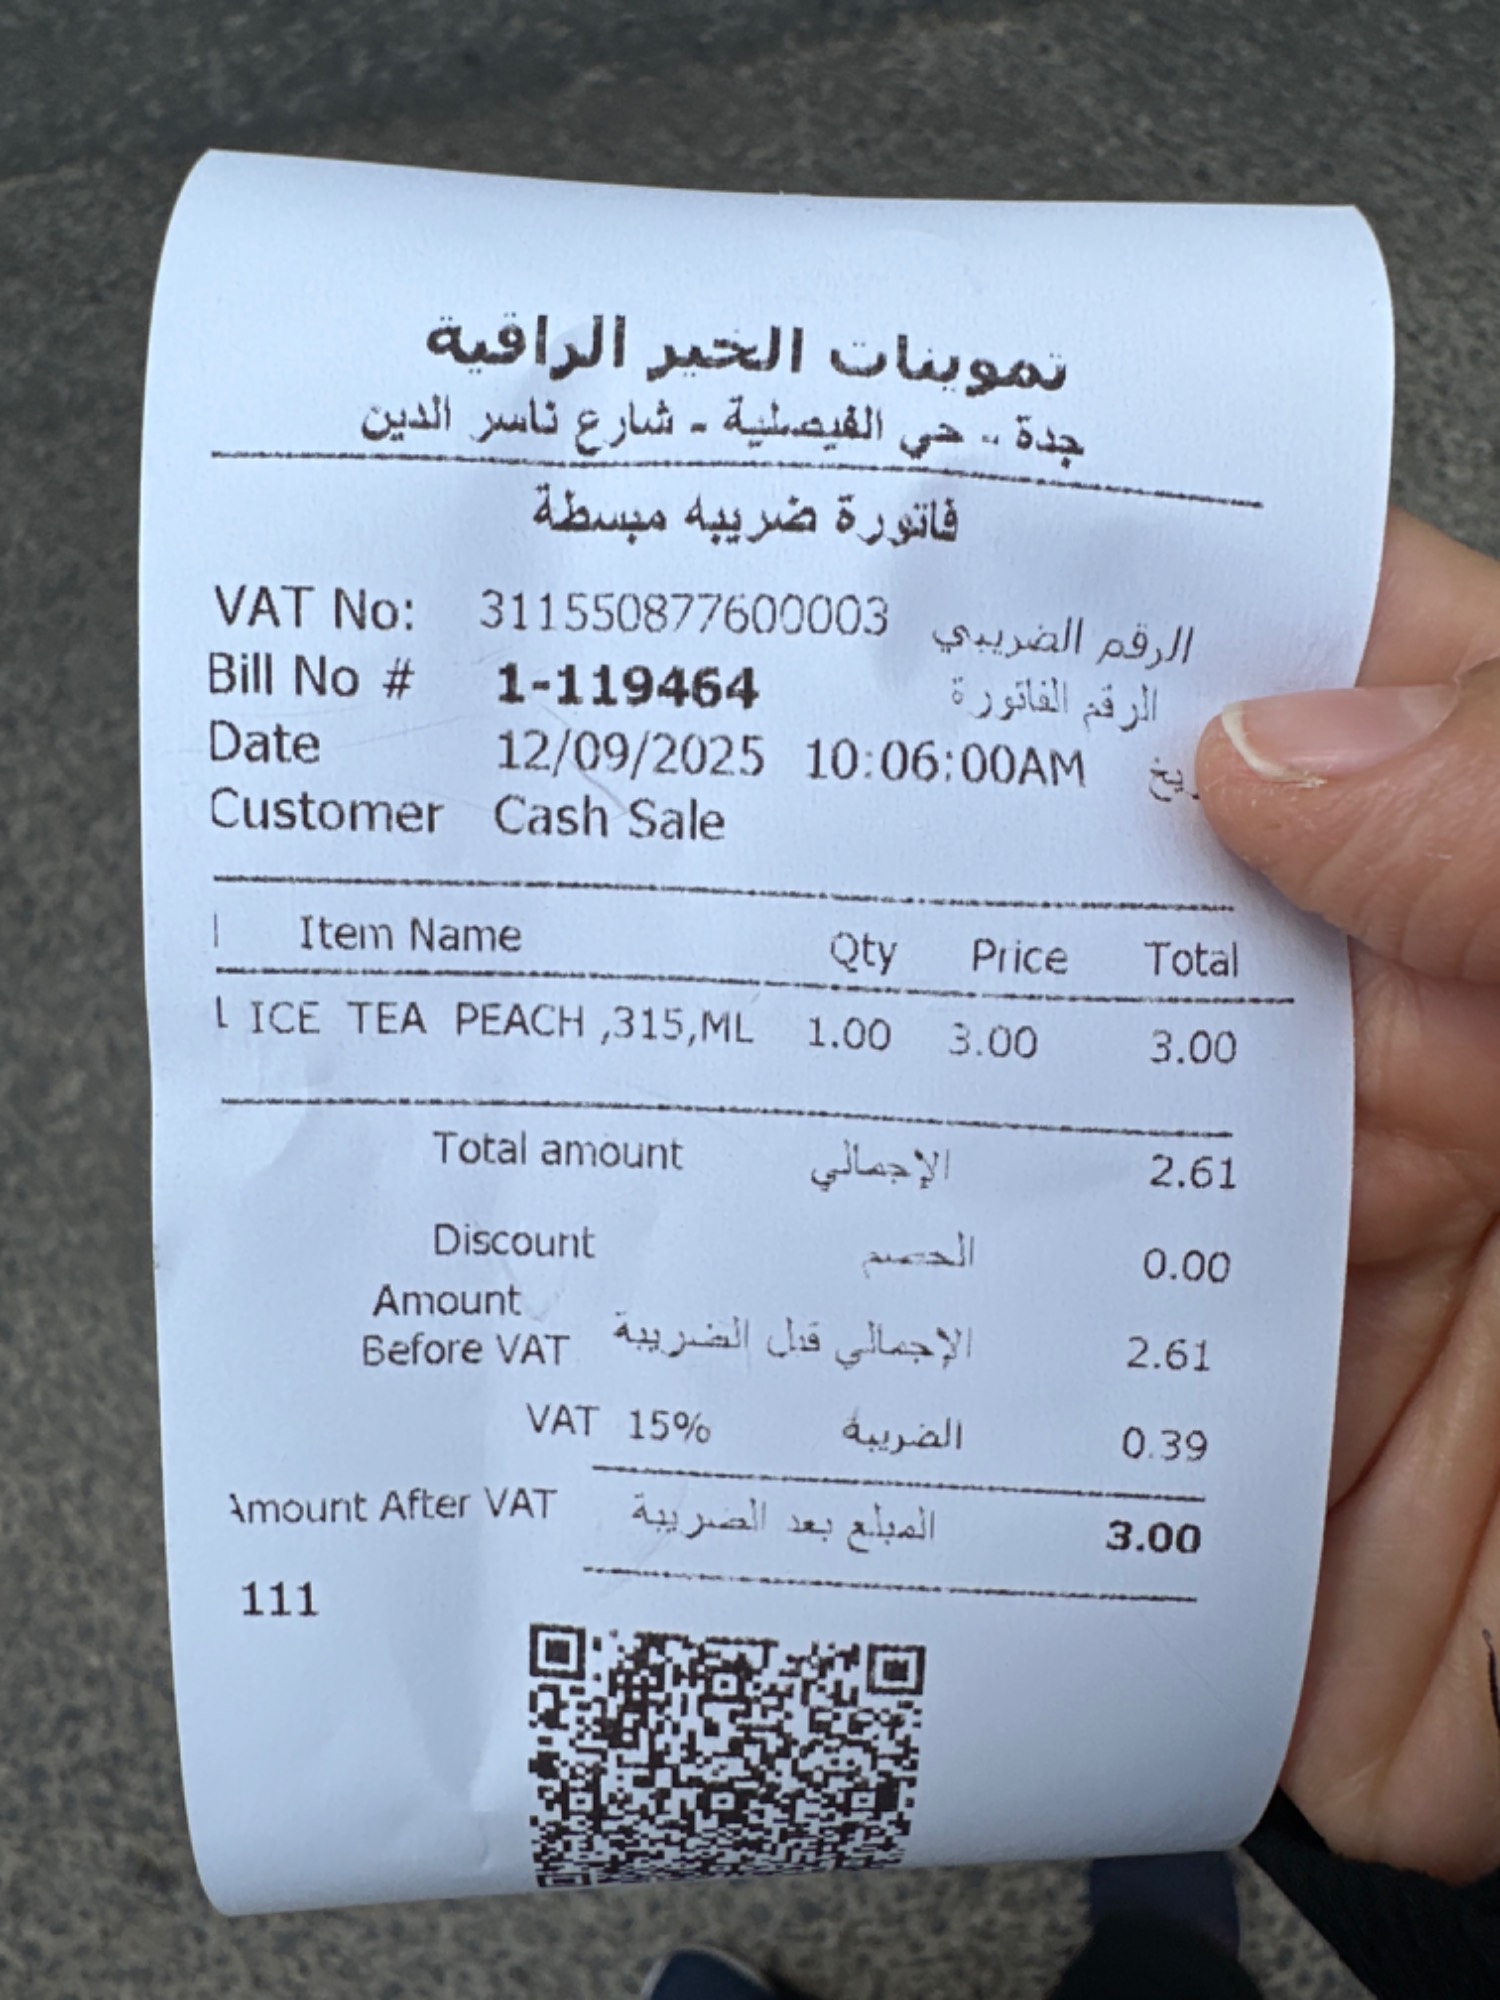 تموينات الخير الراقية
جدة - حي الفيصلية - شارع ناسر الدين
فاتورة ضريبه مبسطة
VAT No: 311550877600003 الرقم الضريبي
Bill No # 1-119464 الرقم الفاتورة
Date 12/09/2025 10:06:00AM
Customer Cash Sale
Item Name Qty Price Total
ICE TEA PEACH ,315,ML 1.00 3.00 3.00
Total amount الإجمالي 2.61
Discount الخصم 0.00
Amount
Before VAT الإجمالي قبل الضريبة 2.61
VAT 15% الضريبة 0.39
Amount After VAT المبلغ بعد الضريبة 3.00
111